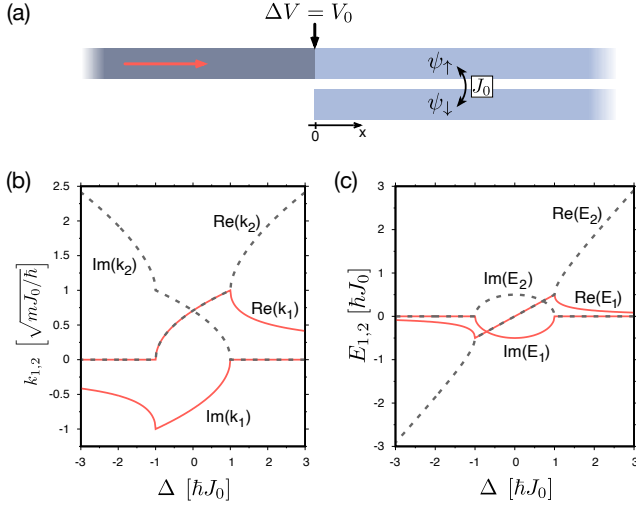 (a)
ΔV = V₀
ψ↑
J₀
ψ↓
0 x
(b)
2.5
2
1.5
1
0.5
0
-0.5
-1
k₁,₂ [√mJ₀/ħ]
Im(k₂)
Re(k₂)
Re(k₁)
Im(k₁)
-3 -2 -1 0 1 2 3
Δ [ħJ₀]
(c)
3
2
1
0
-1
-2
-3
E₁,₂ [ħJ₀]
Re(E₂)
Im(E₂)
Re(E₁)
Im(E₁)
-3 -2 -1 0 1 2 3
Δ [ħJ₀]